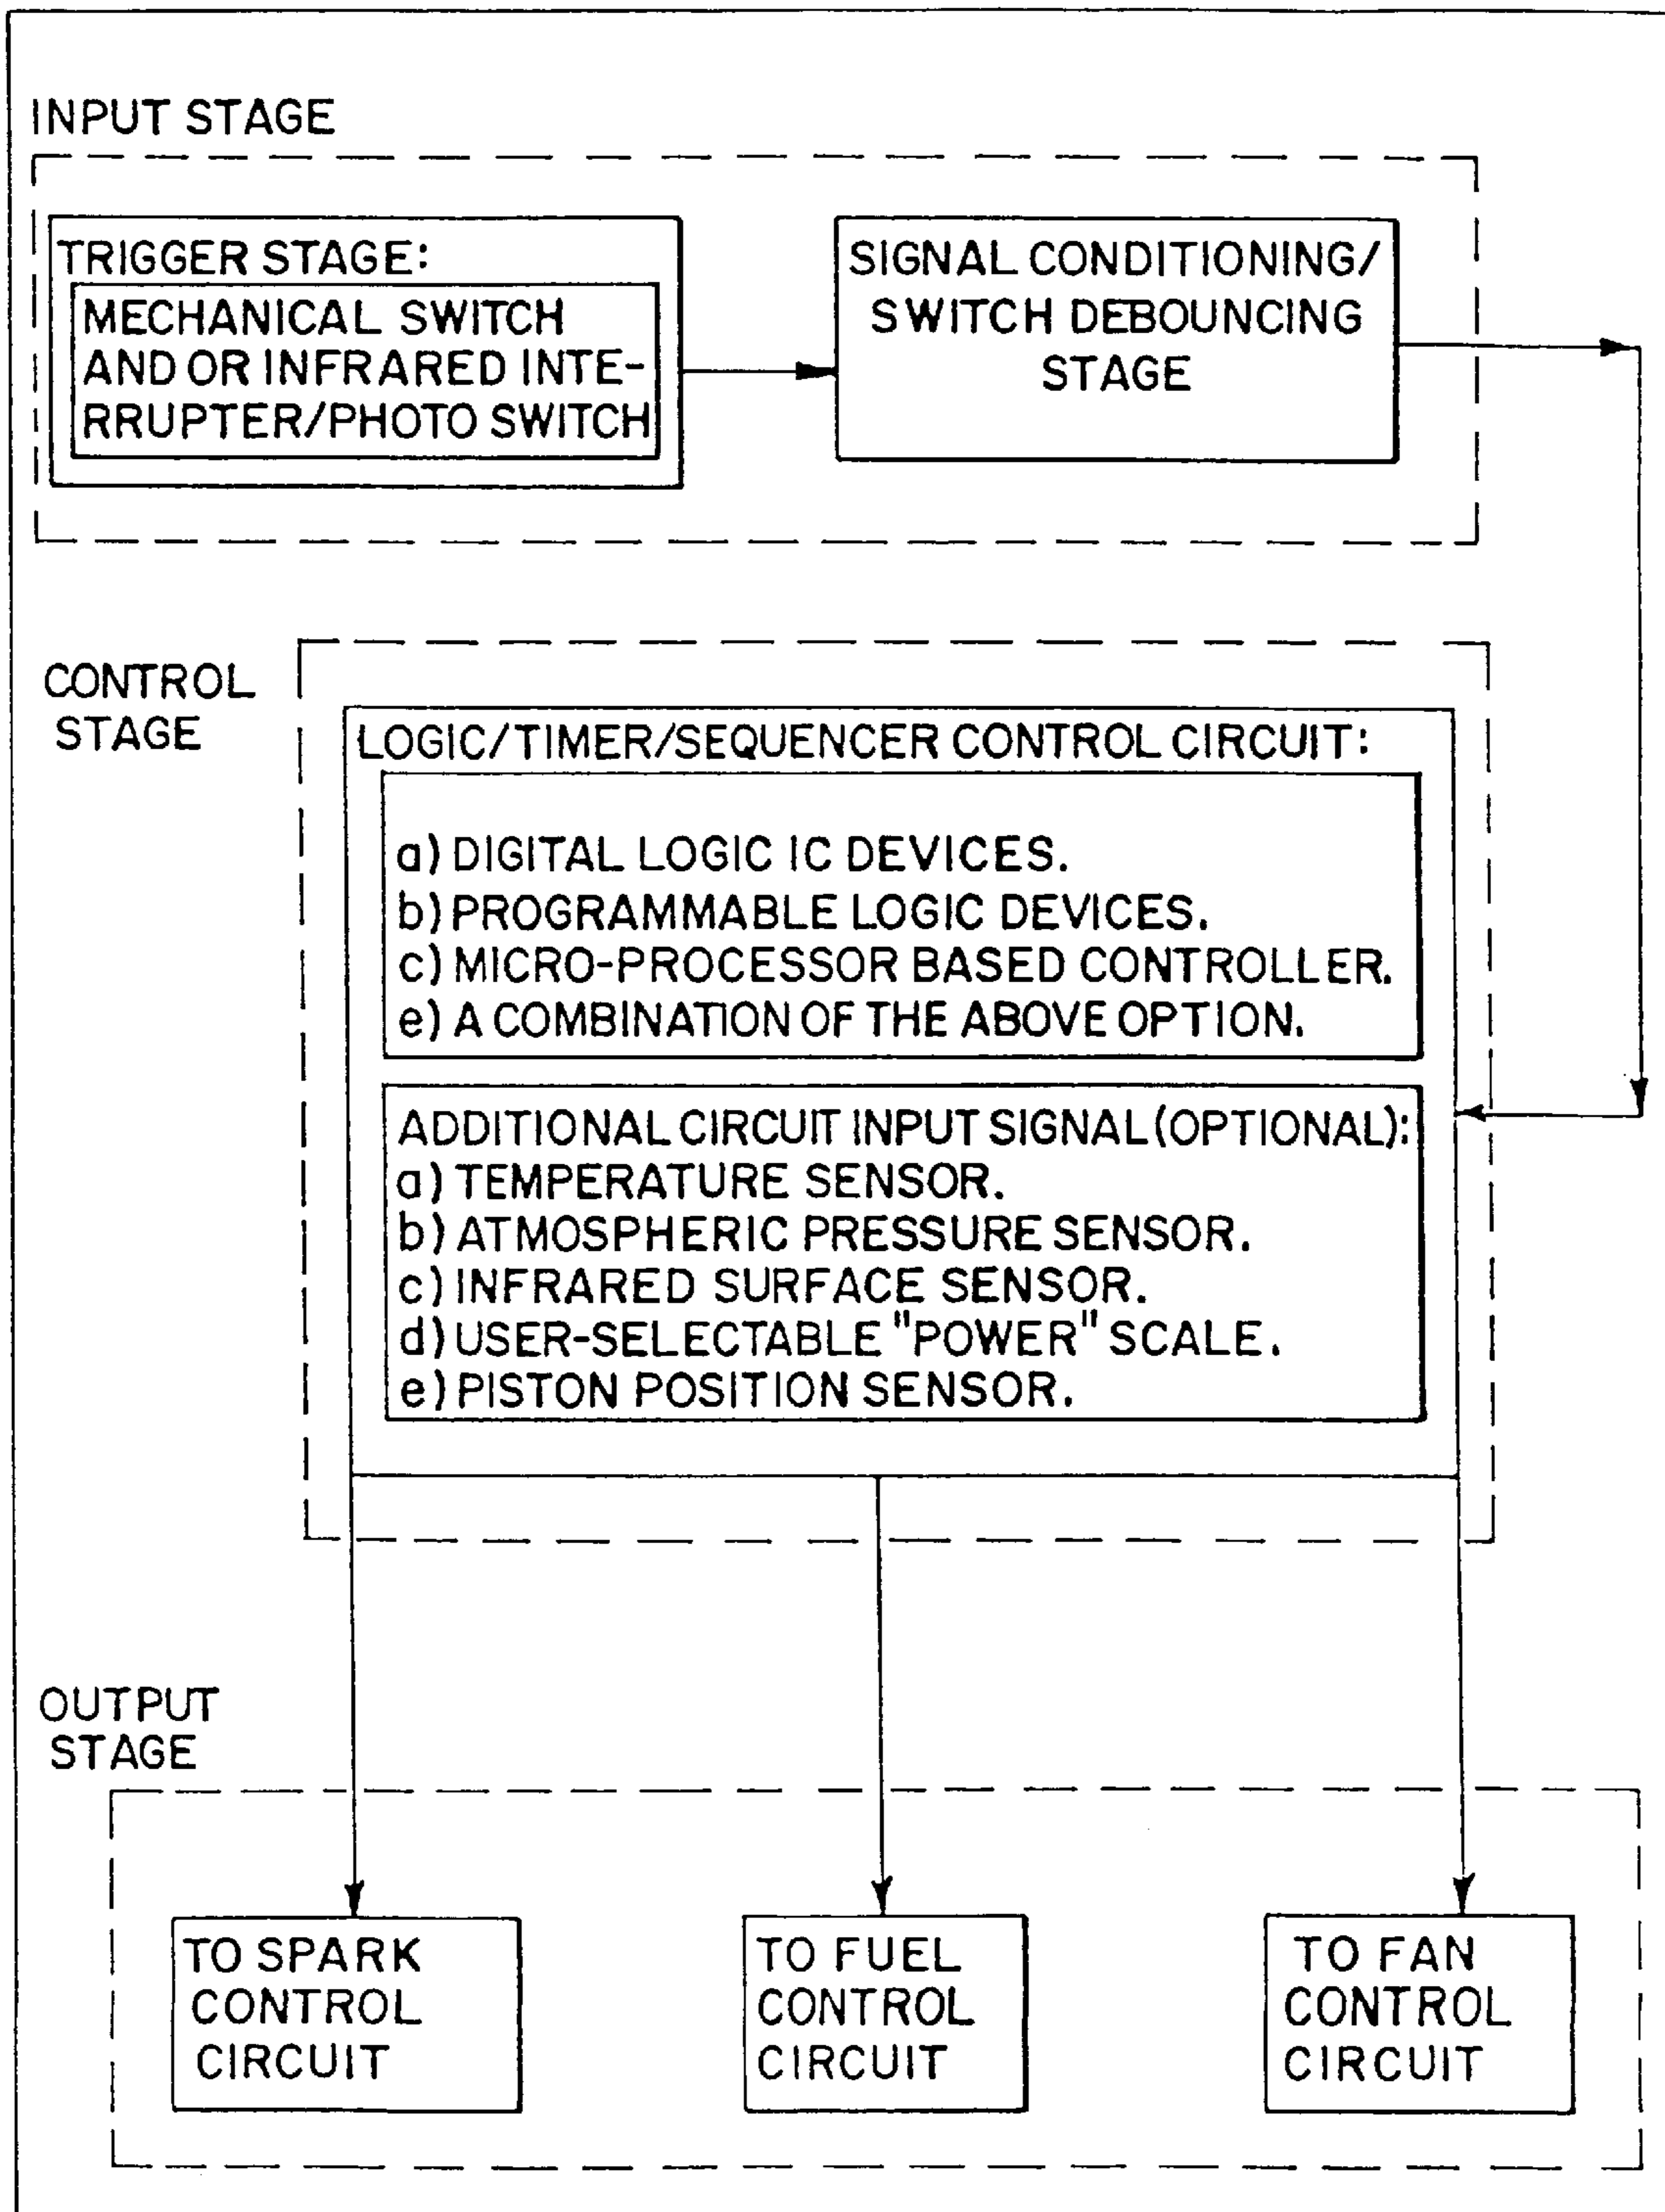 INPUT STAGE
TRIGGER STAGE:
MECHANICAL SWITCH
AND OR INFRARED INTE-
RRUPTER/PHOTO SWITCH
SIGNAL CONDITIONING/
SWITCH DEBOUNCING
STAGE
CONTROL
STAGE
LOGIC/TIMER/SEQUENCER CONTROL CIRCUIT:
a) DIGITAL LOGIC IC DEVICES.
b) PROGRAMMABLE LOGIC DEVICES.
c) MICRO-PROCESSOR BASED CONTROLLER.
e) A COMBINATION OF THE ABOVE OPTION.
ADDITIONAL CIRCUIT INPUT SIGNAL (OPTIONAL):
a) TEMPERATURE SENSOR.
b) ATMOSPHERIC PRESSURE SENSOR.
c) INFRARED SURFACE SENSOR.
d) USER-SELECTABLE "POWER" SCALE.
e) PISTON POSITION SENSOR.
OUTPUT
STAGE
TO SPARK
CONTROL
CIRCUIT
TO FUEL
CONTROL
CIRCUIT
TO FAN
CONTROL
CIRCUIT